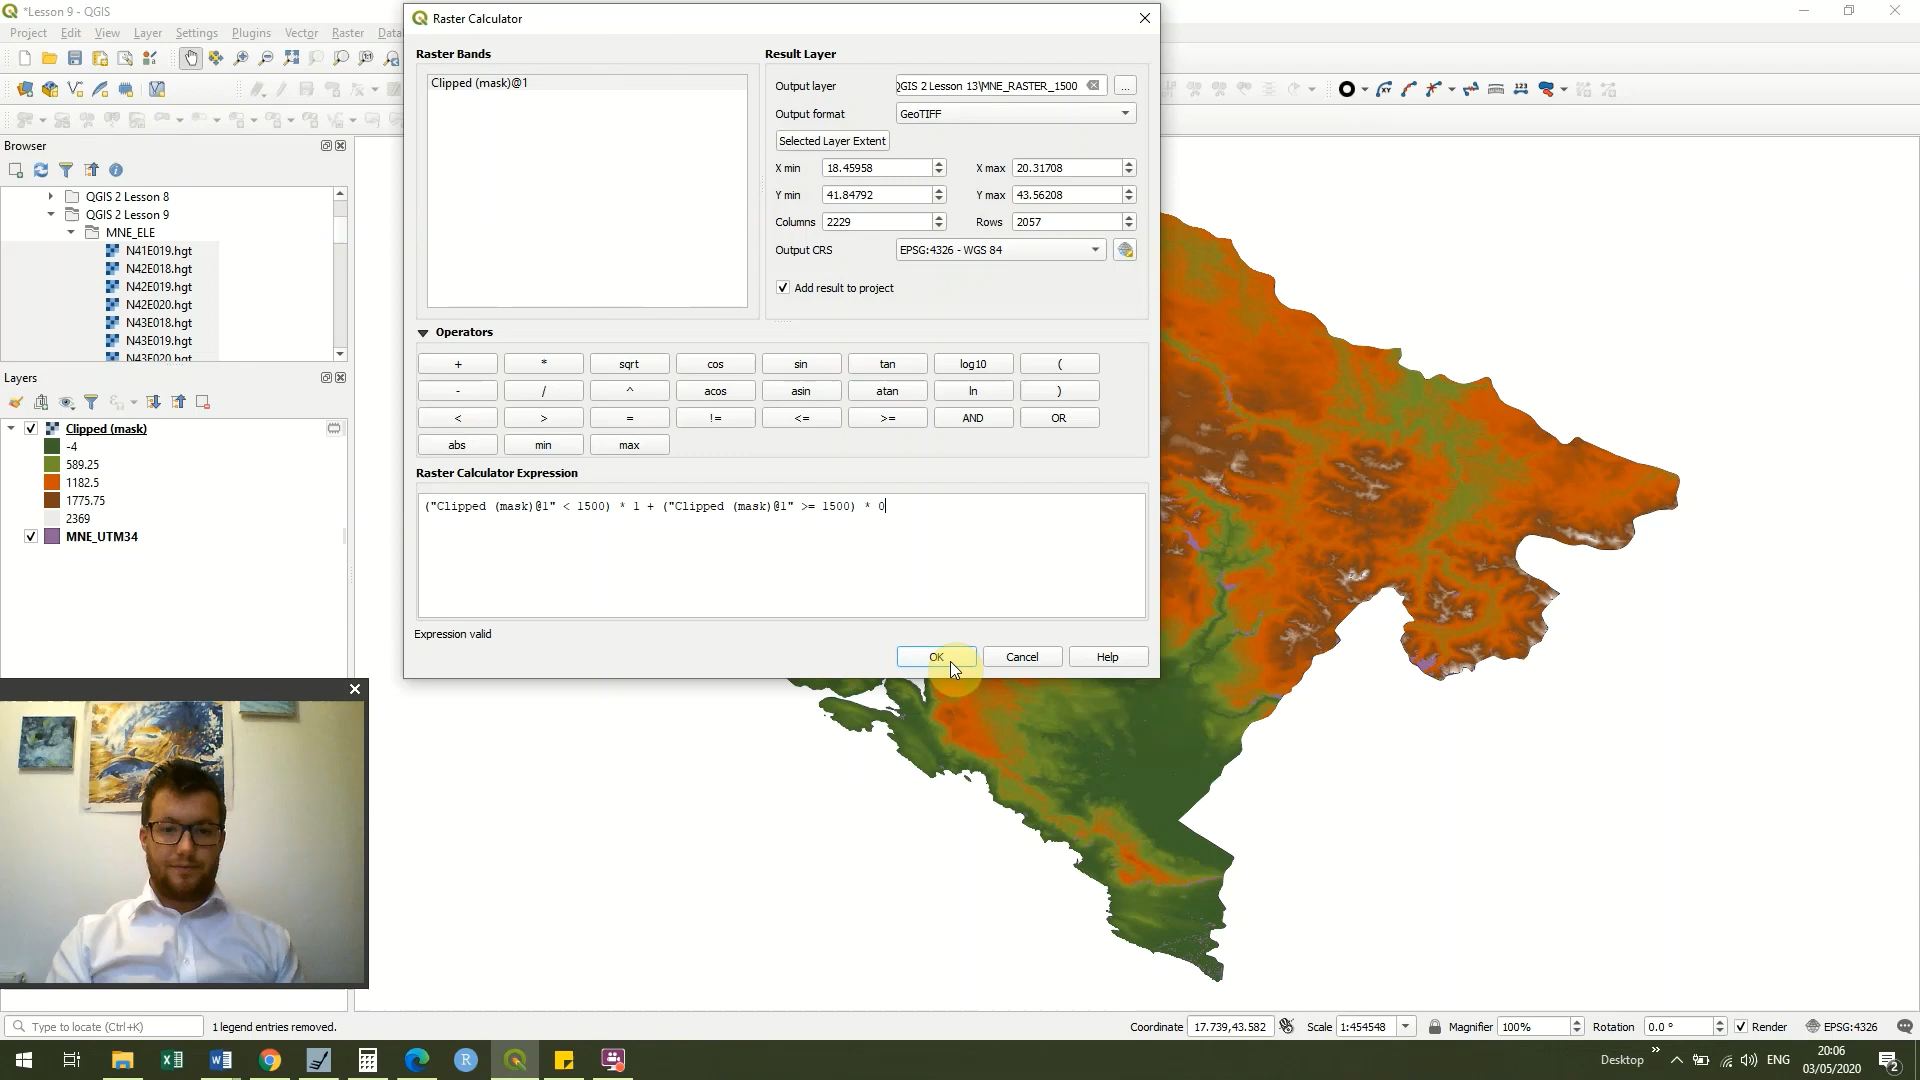 *Lesson 9 - QGIS
Project Edit View Layer Settings Plugins Vector Raster Data
Raster Calculator
Raster Bands
Clipped (mask)@1
Result Layer
Output layer
QGIS 2 Lesson 13\MNE_RASTER_1500
...
Output format
GeoTIFF
Selected Layer Extent
X min 18.45958 X max 20.31708
Y min 41.84792 Y max 43.56208
Columns 2229 Rows 2057
Output CRS EPSG:4326 - WGS 84
Add result to project
Operators
+ * sqrt cos sin tan log10 (
- / ^ acos asin atan ln )
< > = != <= >= AND OR
abs min max
Raster Calculator Expression
("Clipped (mask)@1" < 1500) * 1 + ("Clipped (mask)@1" >= 1500) * 0
Expression valid
OK Cancel Help
Browser
QGIS 2 Lesson 8
QGIS 2 Lesson 9
MNE_ELE
N41E019.hgt
N42E018.hgt
N42E019.hgt
N42E020.hgt
N43E018.hgt
N43E019.hgt
N43E020.hgt
Layers
Clipped (mask)
-4
589.25
1182.5
1775.75
2369
MNE_UTM34
123
Type to locate (Ctrl+K)
1 legend entries removed.
Coordinate 17.739,43.582 Scale 1:454548 Magnifier 100% Rotation 0.0 ° Render EPSG:4326
Desktop
ENG
20:06
03/05/2020
2